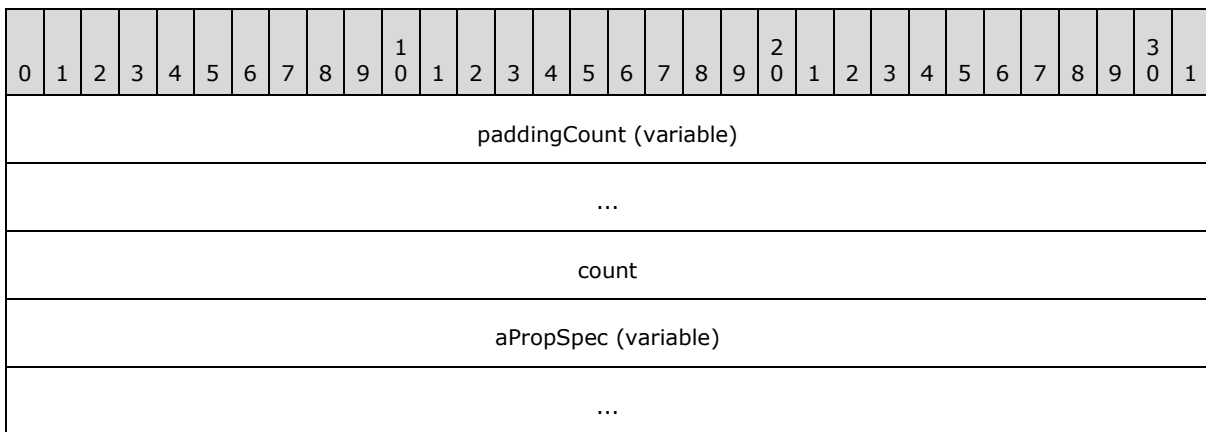 0 1 2 3 4 5 6 7 8 9 1 0 1 2 3 4 5 6 7 8 9 2 0 1 2 3 4 5 6 7 8 9 3 0 1
paddingCount (variable)
...
count
aPropSpec (variable)
...